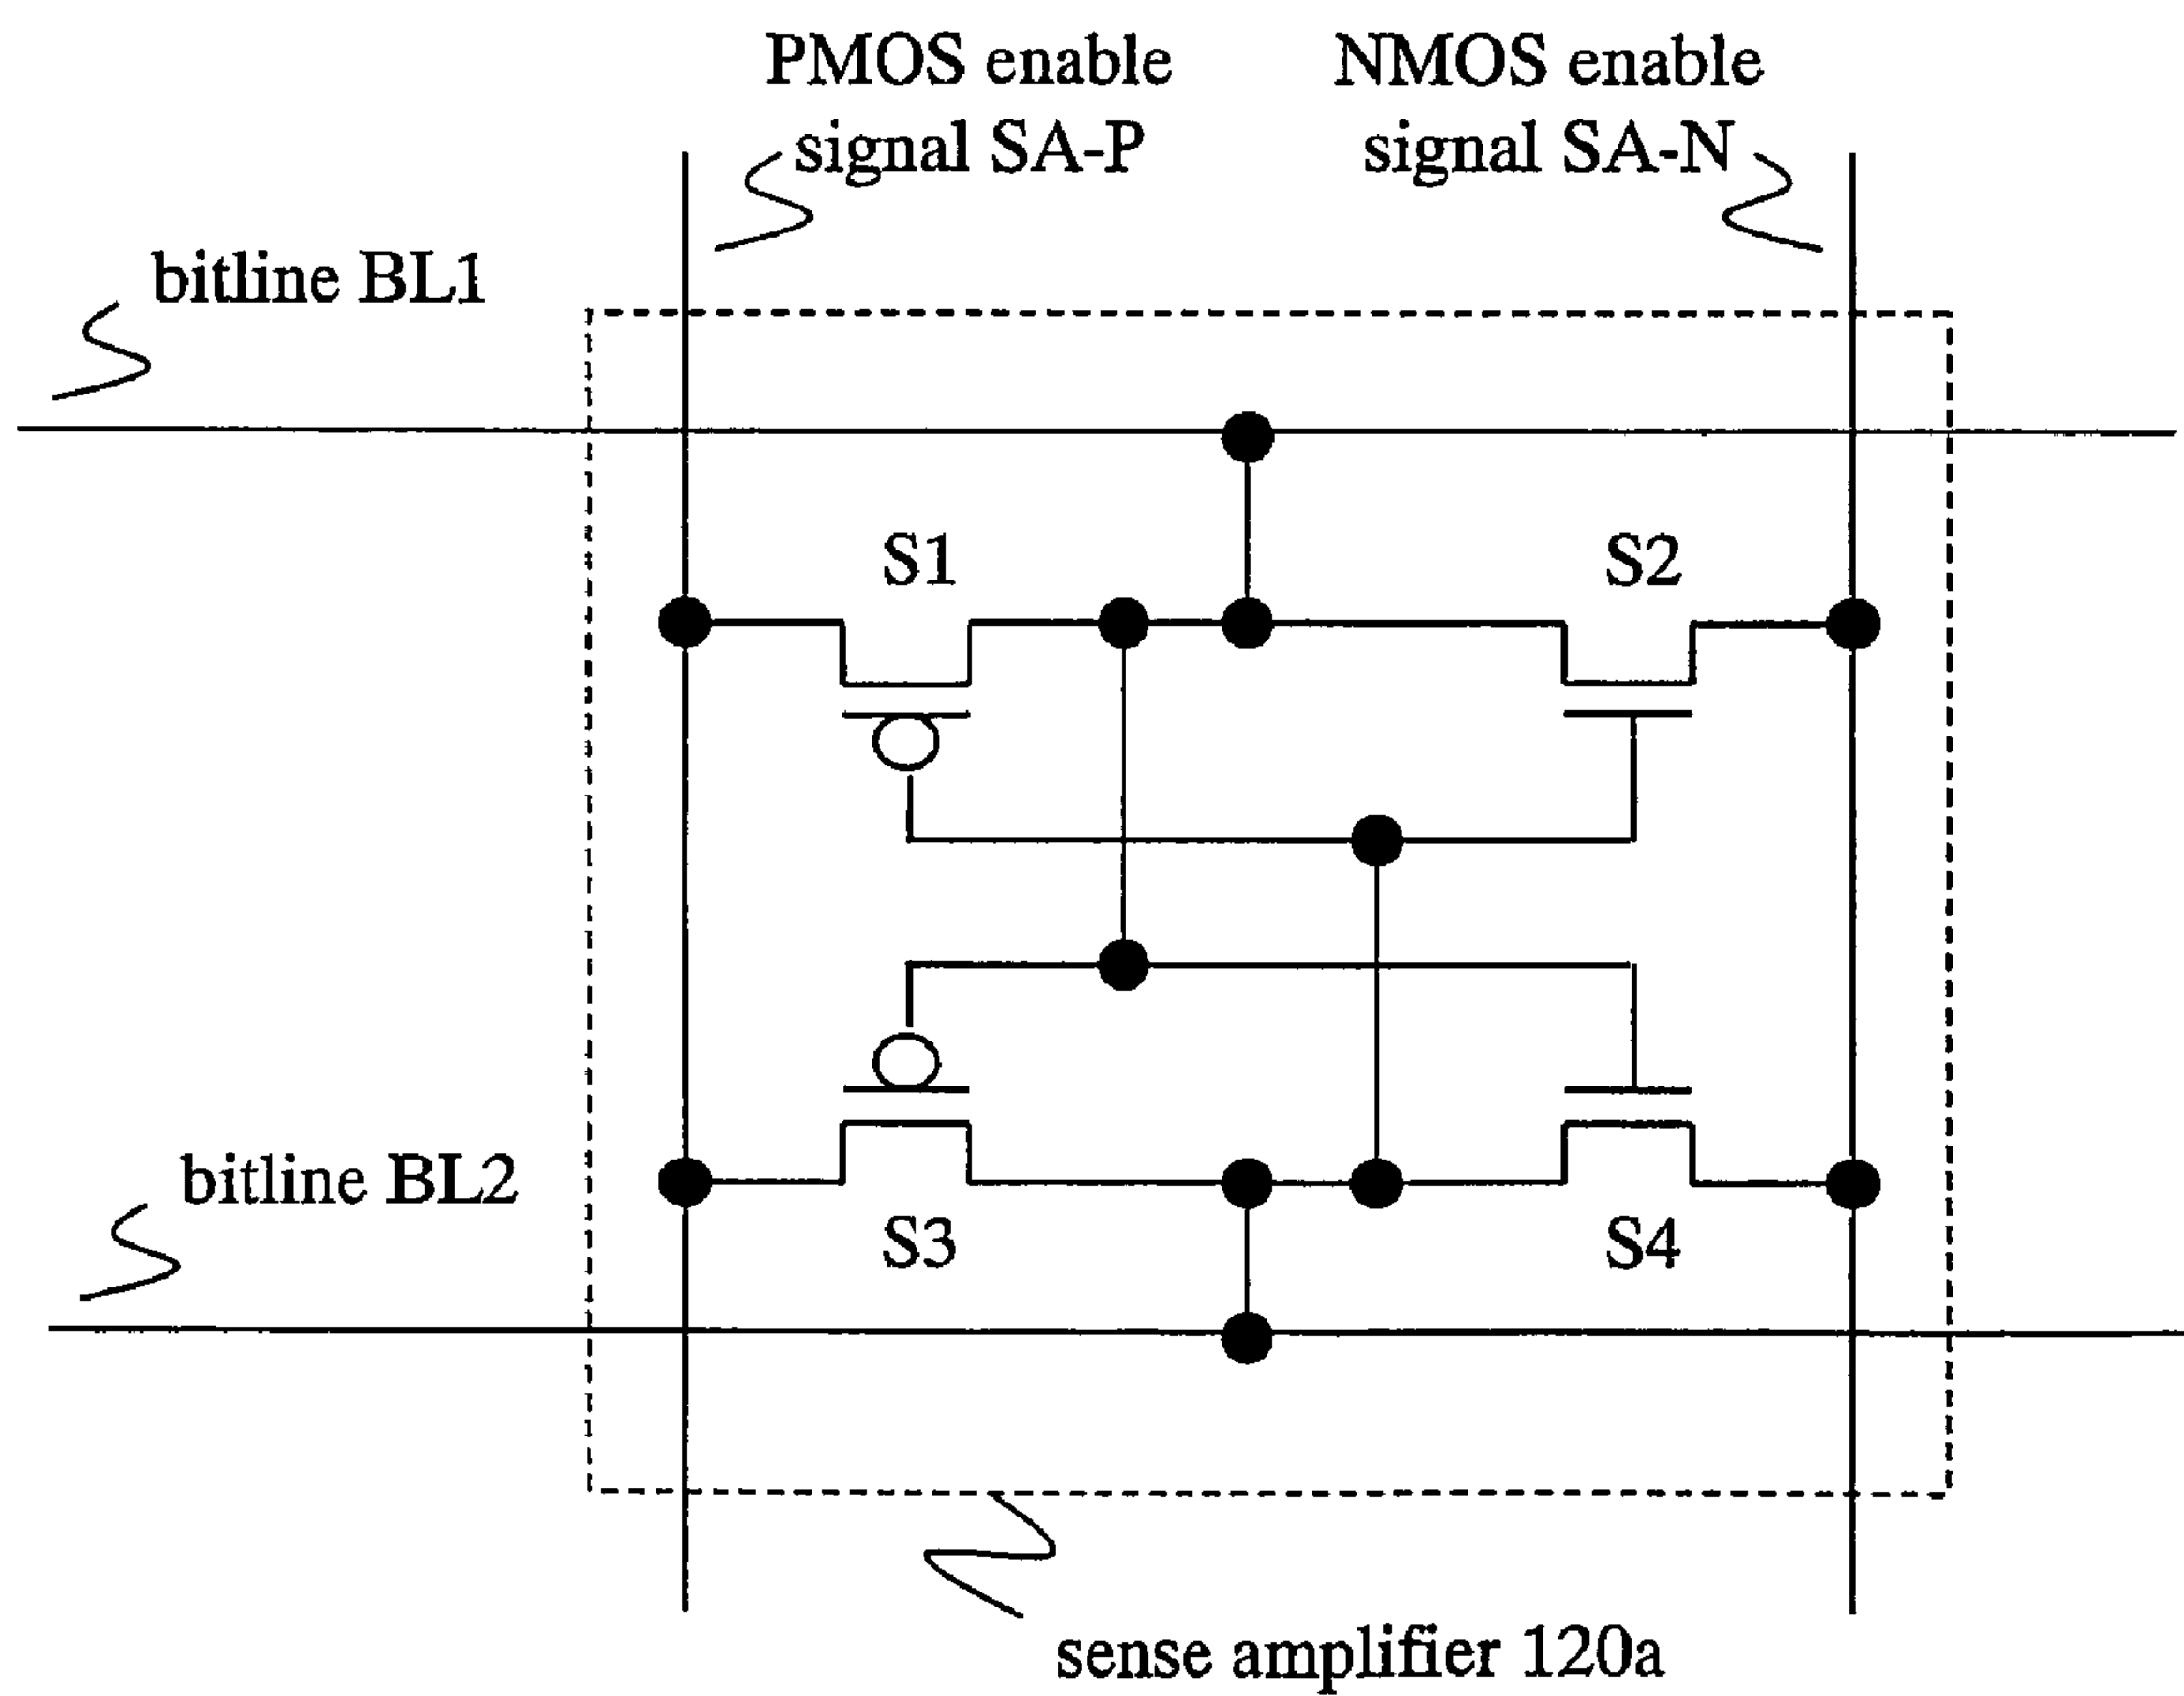 PMOS enable
signal SA-P
NMOS enable
signal SA-N
bitline BL1
S1
S2
bitline BL2
S3
S4
sense amplifier 120a